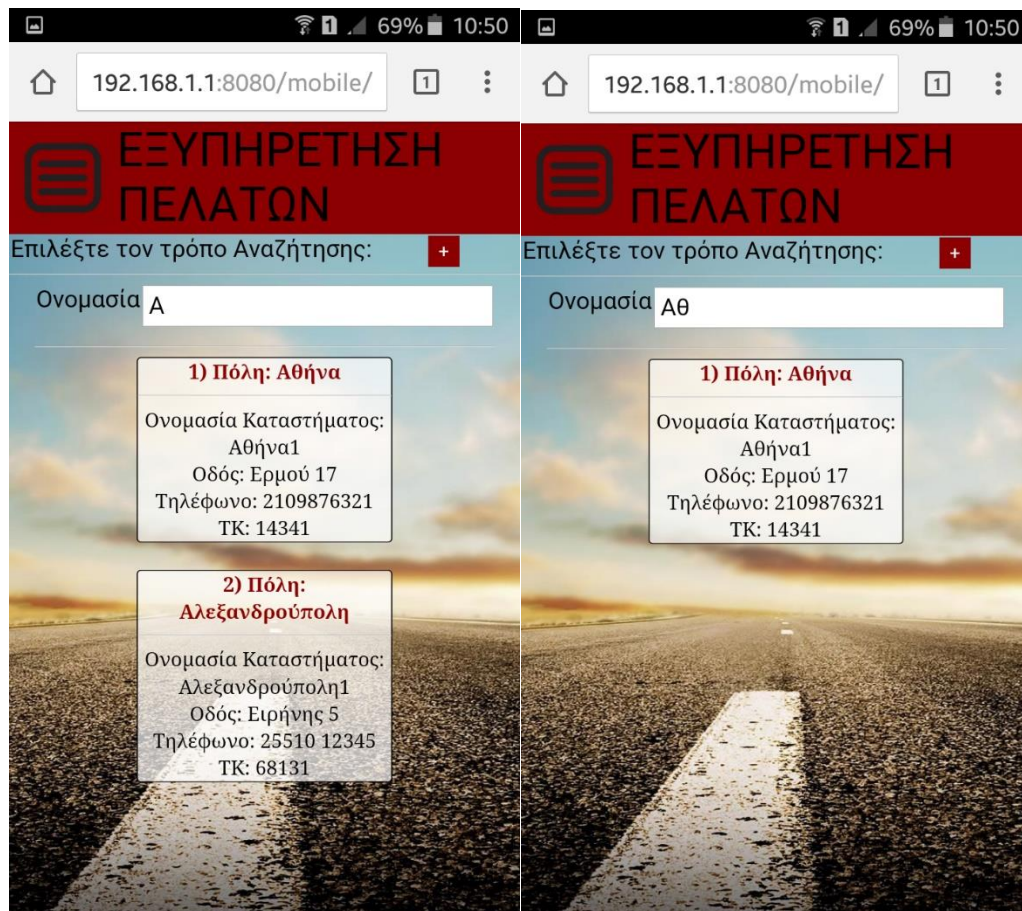 69% 10:50
192.168.1.1:8080/mobile/
1
ΕΞΥΠΗΡΕΤΗΣΗ
ΠΕΛΑΤΩΝ
Επιλέξτε τον τρόπο Αναζήτησης:
+
Ονομασία
Α
1) Πόλη: Αθήνα
Ονομασία Καταστήματος:
Αθήνα1
Οδός: Ερμού 17
Τηλέφωνο: 2109876321
ΤΚ: 14341
2) Πόλη:
Αλεξανδρούπολη
Ονομασία Καταστήματος:
Αλεξανδρούπολη1
Οδός: Ειρήνης 5
Τηλέφωνο: 25510 12345
ΤΚ: 68131
1 69% 10:50
192.168.1.1:8080/mobile/
1
ΕΞΥΠΗΡΕΤΗΣΗ
ΠΕΛΑΤΩΝ
Επιλέξτε τον τρόπο Αναζήτησης:
+
Ονομασία
Αθ
1) Πόλη: Αθήνα
Ονομασία Καταστήματος:
Αθήνα1
Οδός: Ερμού 17
Τηλέφωνο: 2109876321
ΤΚ: 14341